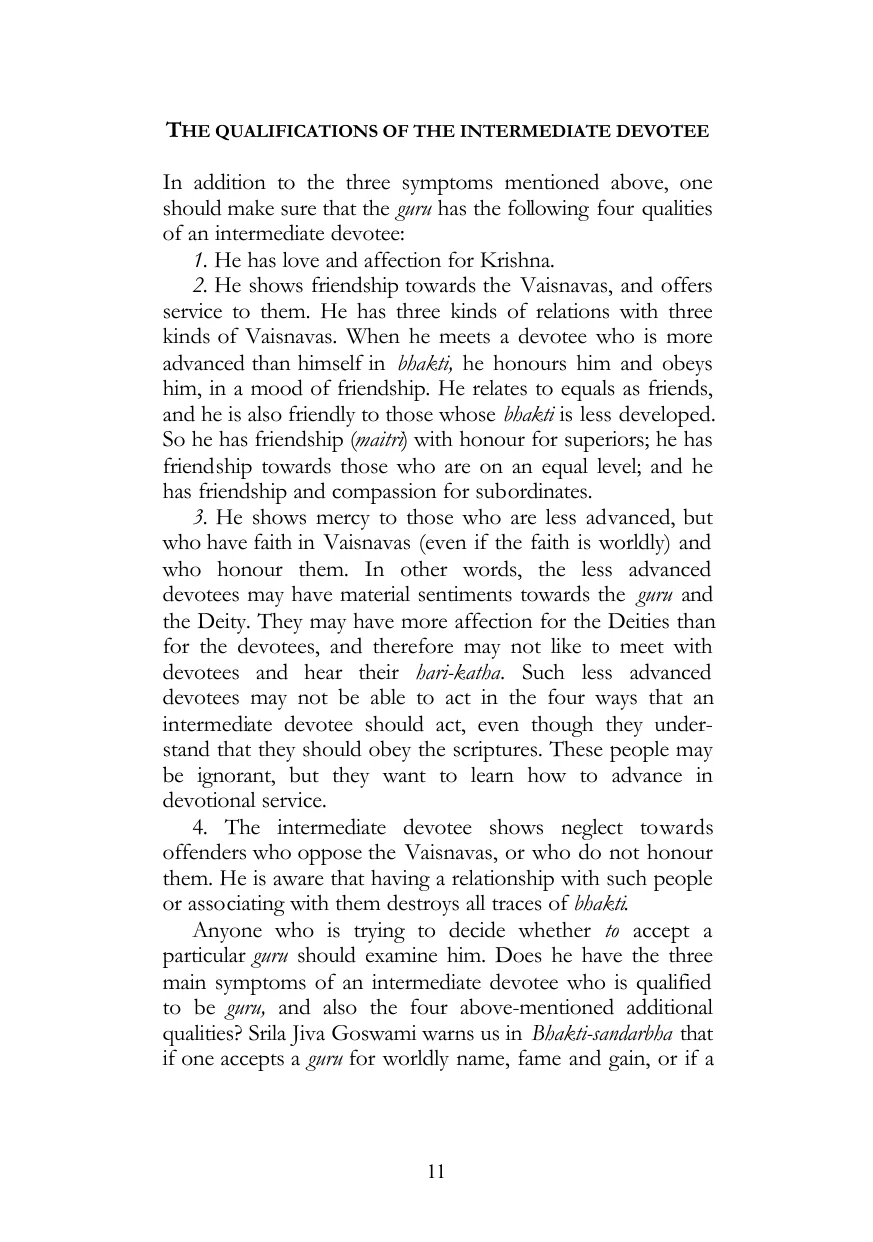 THE QUALIFICATIONS OF THE INTERMEDIATE DEVOTEE
In addition to the three symptoms mentioned above, one
should make sure that the guru has the following four qualities
of an intermediate devotee:
1. He has love and affection for Krishna.
2. He shows friendship towards the Vaisnavas, and offers
service to them. He has three kinds of relations with three
kinds of Vaisnavas. When he meets a devotee who is more
advanced than himself in bhakti, he honours him and obeys
him, in a mood of friendship. He relates to equals as friends,
and he is also friendly to those whose bhakti is less developed.
So he has friendship (maitri) with honour for superiors; he has
friendship towards those who are on an equal level; and he
has friendship and compassion for subordinates.
3. He shows mercy to those who are less advanced, but
who have faith in Vaisnavas (even if the faith is worldly) and
who honour them. In other words, the less advanced
devotees may have material sentiments towards the guru and
the Deity. They may have more affection for the Deities than
for the devotees, and therefore may not like to meet with
devotees and hear their hari-katha. Such less advanced
devotees may not be able to act in the four ways that an
intermediate devotee should act, even though they under-
stand that they should obey the scriptures. These people may
be ignorant, but they want to learn how to advance in
devotional service.
4. The intermediate devotee shows neglect towards
offenders who oppose the Vaisnavas, or who do not honour
them. He is aware that having a relationship with such people
or associating with them destroys all traces of bhakti.
Anyone who is trying to decide whether to accept a
particular guru should examine him. Does he have the three
main symptoms of an intermediate devotee who is qualified
to be guru, and also the four above-mentioned additional
qualities? Srila Jiva Goswami warns us in Bhakti-sandarbha that
if one accepts a guru for worldly name, fame and gain, or if a
11